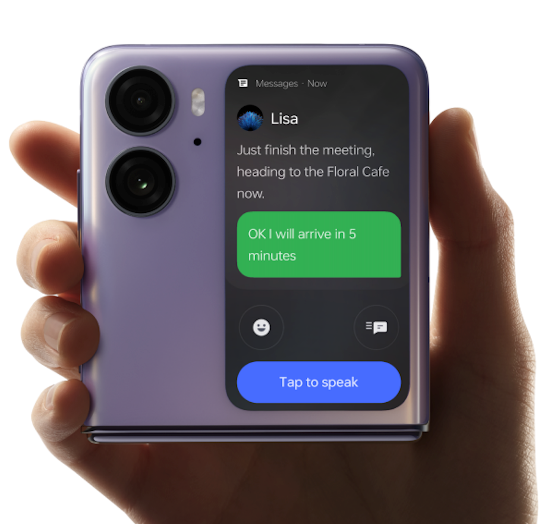 Messages · Now
Lisa
Just finish the meeting,
heading to the Floral Cafe
now.
OK I will arrive in 5
minutes
Tap to speak